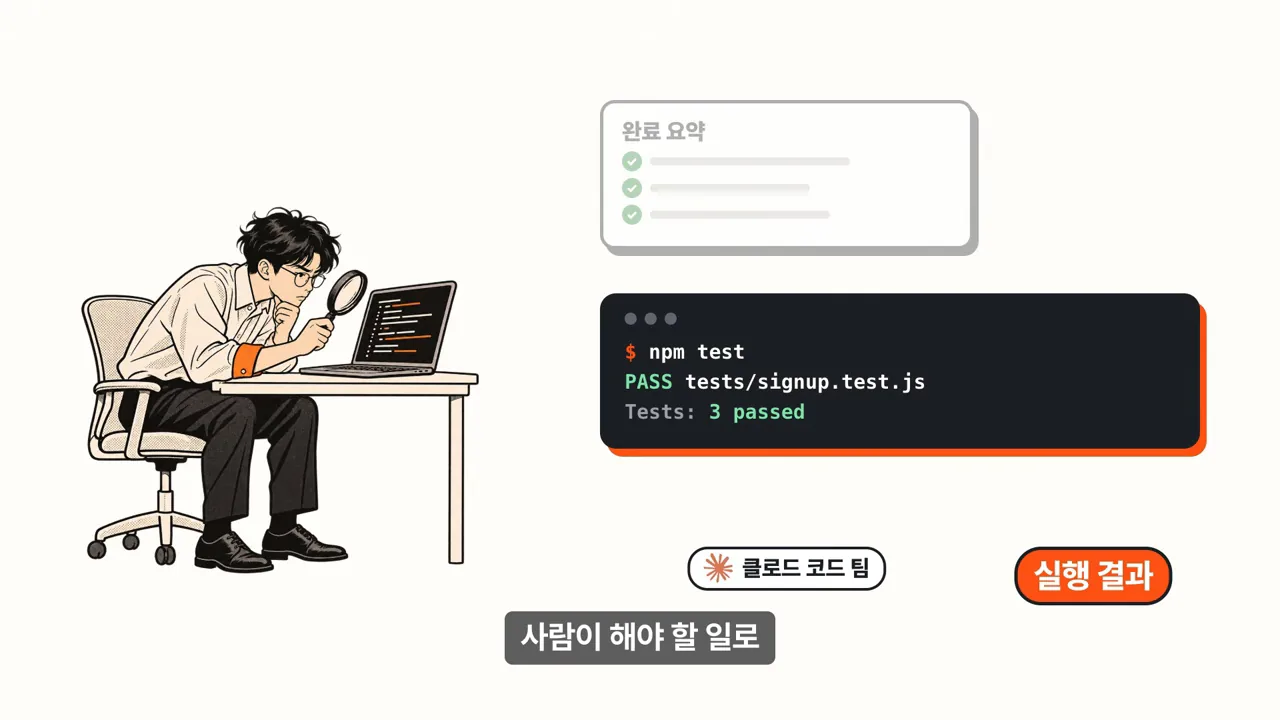 완료 요약
$ npm test
PASS tests/signup.test.js
Tests: 3 passed
클로드 코드 팀
실행 결과
사람이 해야 할 일로